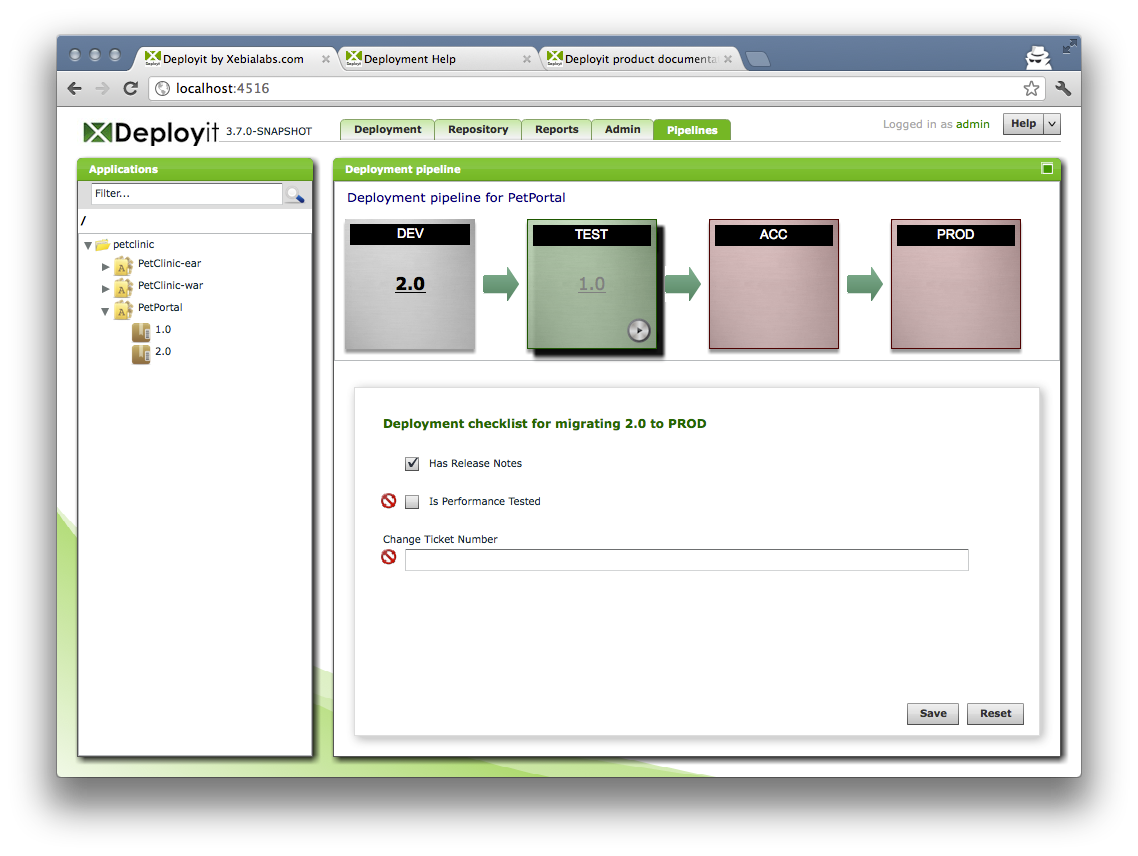 Deployit by Xebialabs.com
Deployment Help
Deployit product documenta
localhost:4516
Deployit 3.7.0-SNAPSHOT
Deployment
Repository
Reports
Admin
Pipelines
Logged in as admin
Help
Applications
Filter...
/
petclinic
PetClinic-ear
PetClinic-war
PetPortal
1.0
2.0
Deployment pipeline
Deployment pipeline for PetPortal
DEV
2.0
TEST
1.0
ACC
PROD
Deployment checklist for migrating 2.0 to PROD
Has Release Notes
Is Performance Tested
Change Ticket Number
Save
Reset